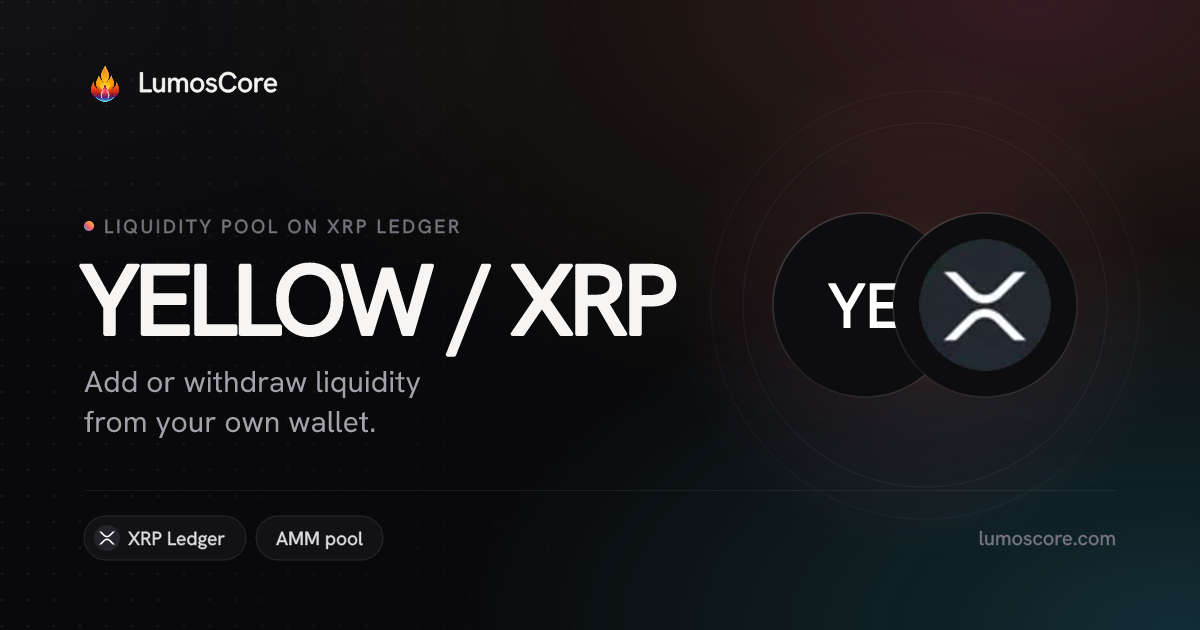 LumosCore
LIQUIDITY POOL ON XRP LEDGER
YELLOW / XRP
Add or withdraw liquidity
from your own wallet.
YE
XRP Ledger
AMM pool
lumoscore.com